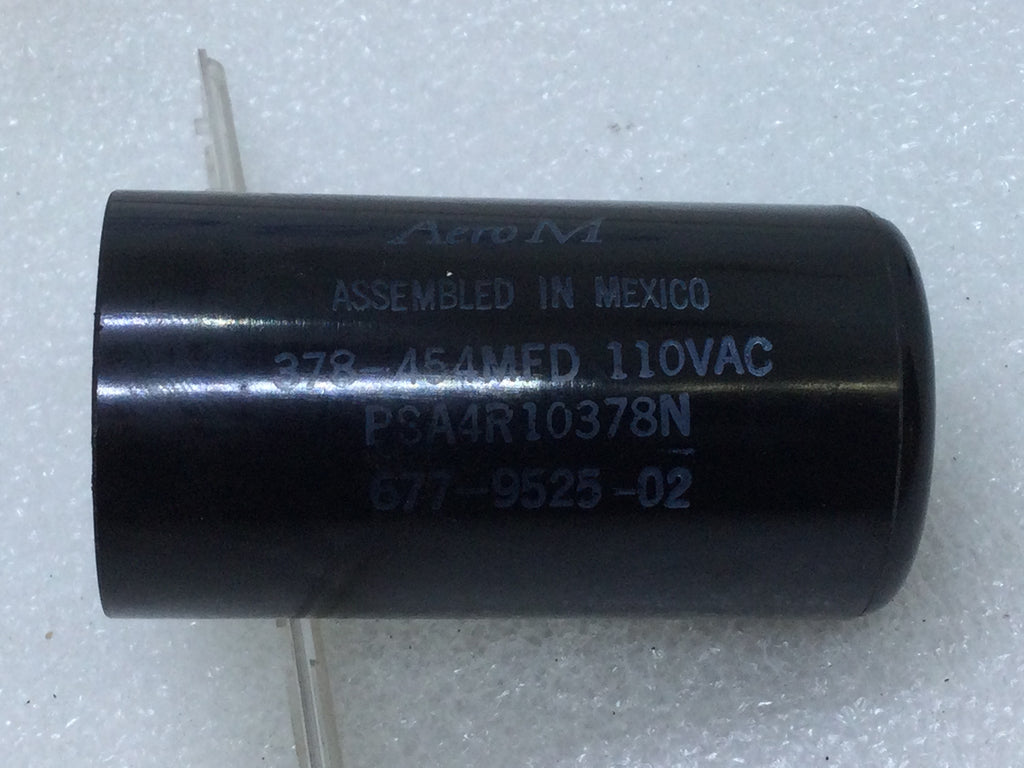 Aero M
ASSEMBLED IN MEXICO
378-454MFD 110VAC
PSA4R10378N
677-9525-02